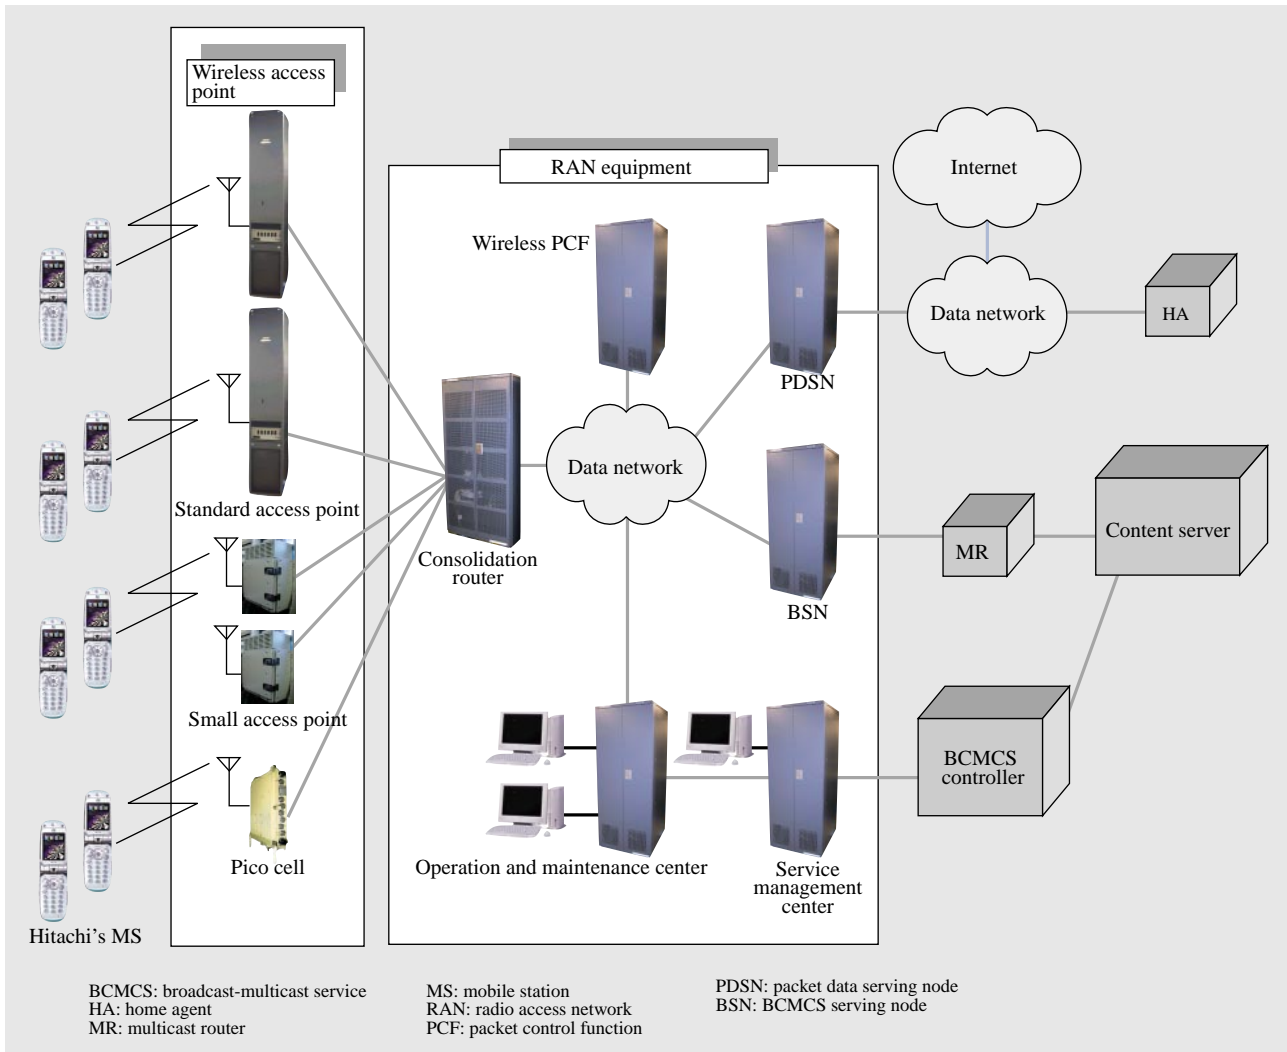 Wireless access
point
RAN equipment
Internet
Wireless PCF
Data network
HA
PDSN
Data network
Standard access point
Consolidation
router
MR
Content server
BSN
Small access point
BCMCS
controller
Pico cell
Operation and maintenance center
Service
management
center
Hitachi’s MS
BCMCS: broadcast-multicast service
HA: home agent
MR: multicast router
MS: mobile station
RAN: radio access network
PCF: packet control function
PDSN: packet data serving node
BSN: BCMCS serving node